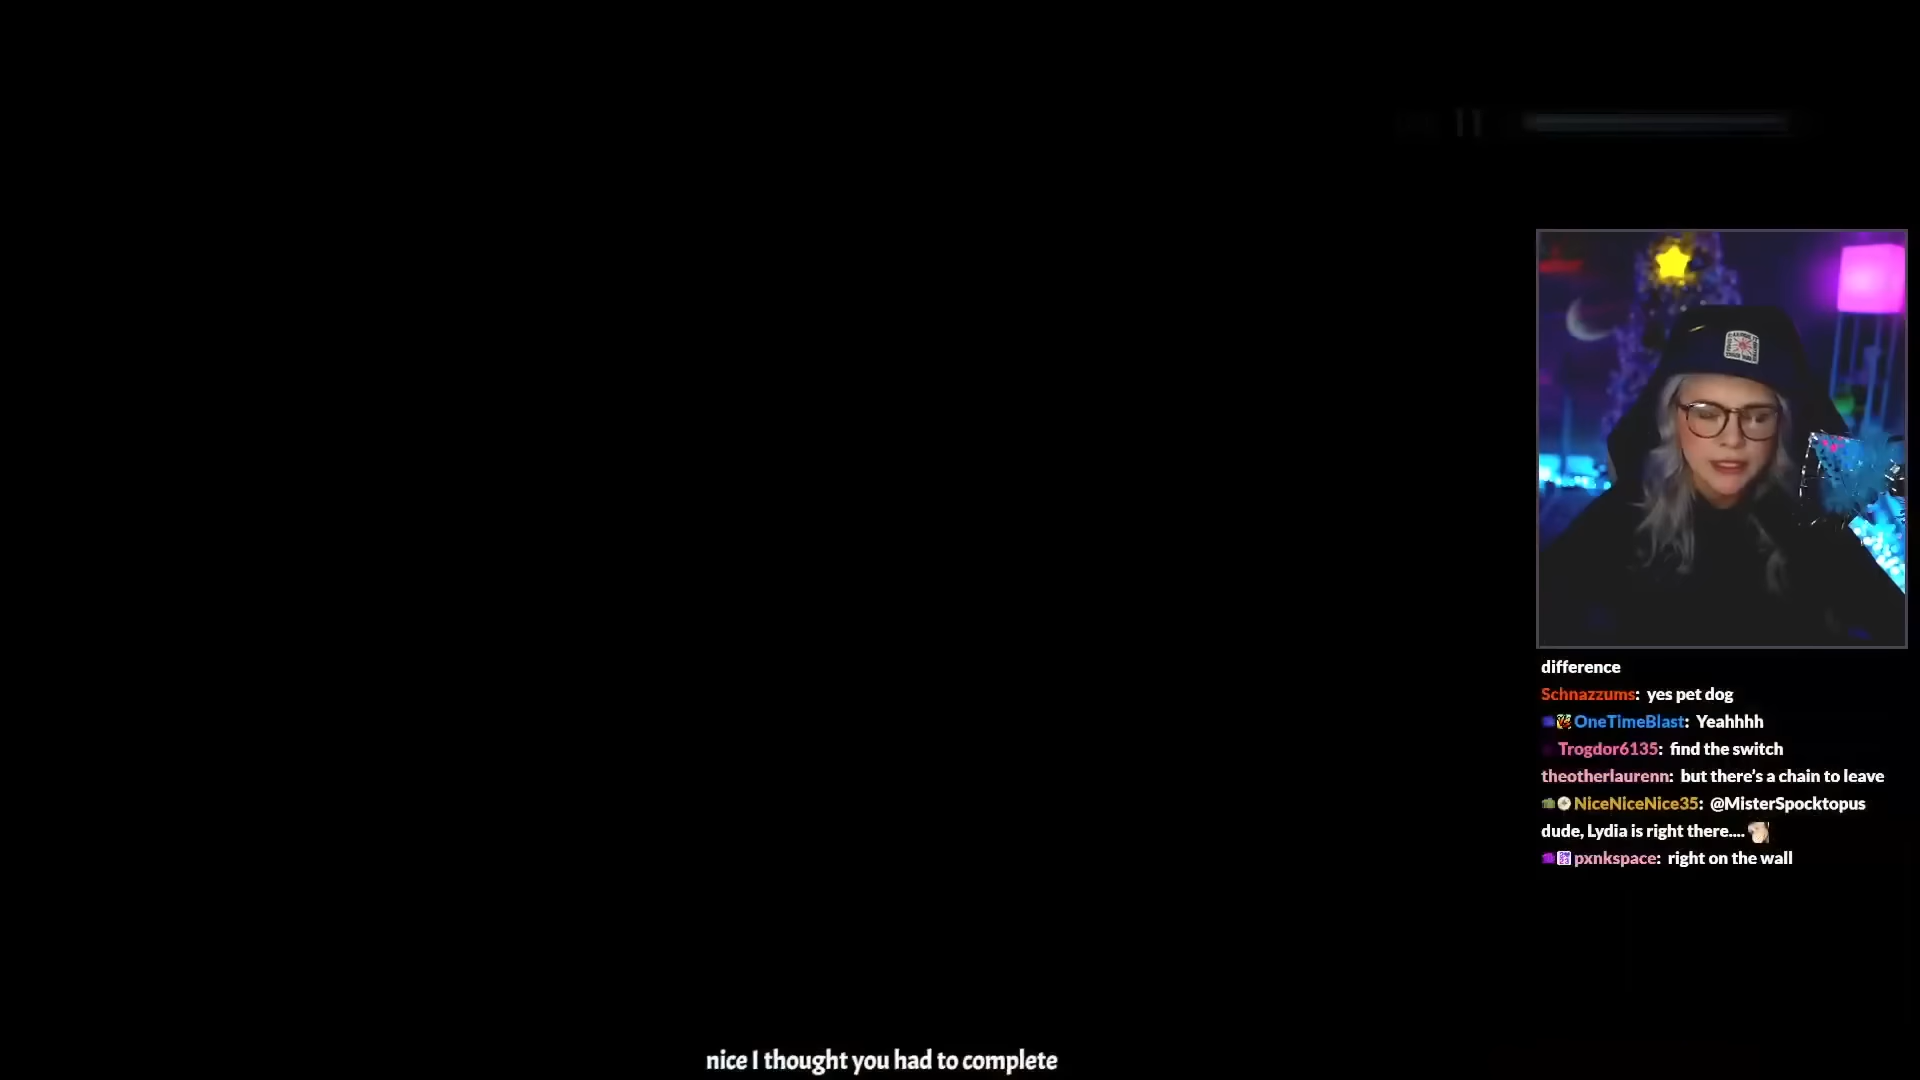 difference
Schnazzums: yes pet dog
OneTimeBlast: Yeahhhh
Trogdor6135: find the switch
theotherlaurenn: but there's a chain to leave
NiceNiceNice35: @MisterSpocktopus
dude, Lydia is right there....
pxnkspace: right on the wall
nice I thought you had to complete